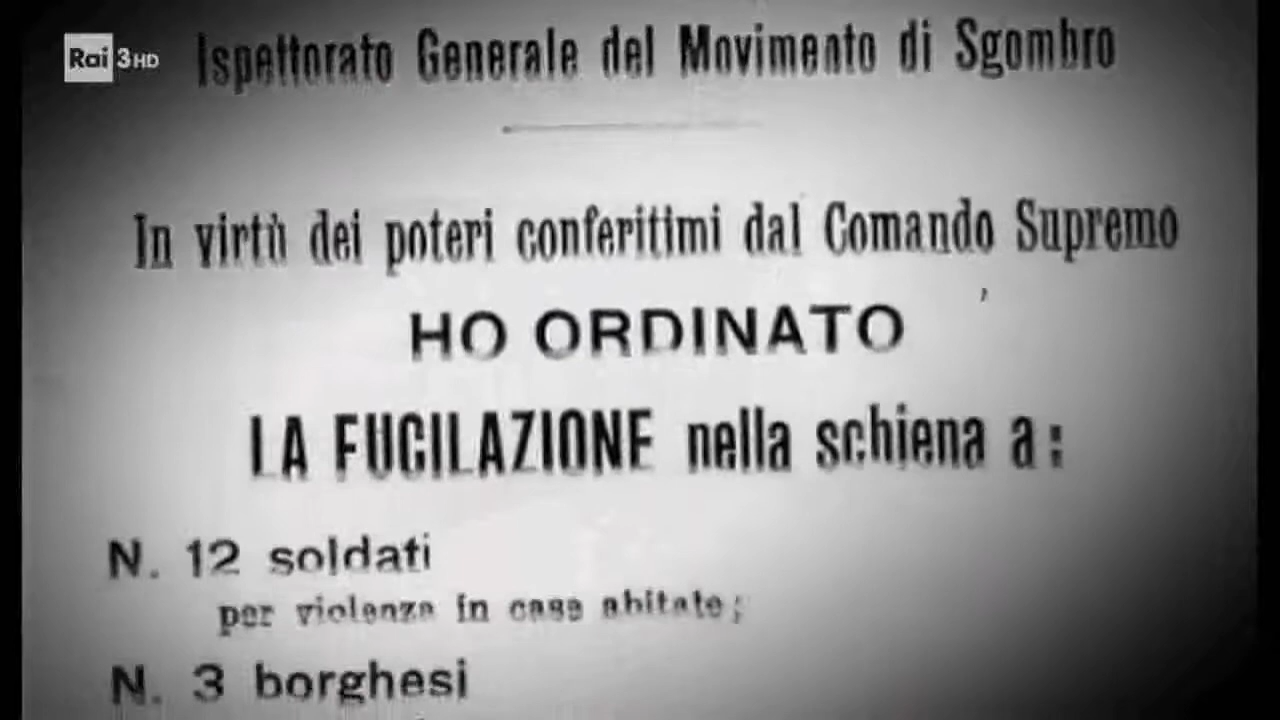 Rai 3HD
Ispettorato Generale del Movimento di Sgombro
In virtù dei poteri conferitimi dal Comando Supremo
HO ORDINATO
LA FUCILAZIONE nella schiena a:
N. 12 soldati
per violenza in case abitate;
N. 3 borghesi